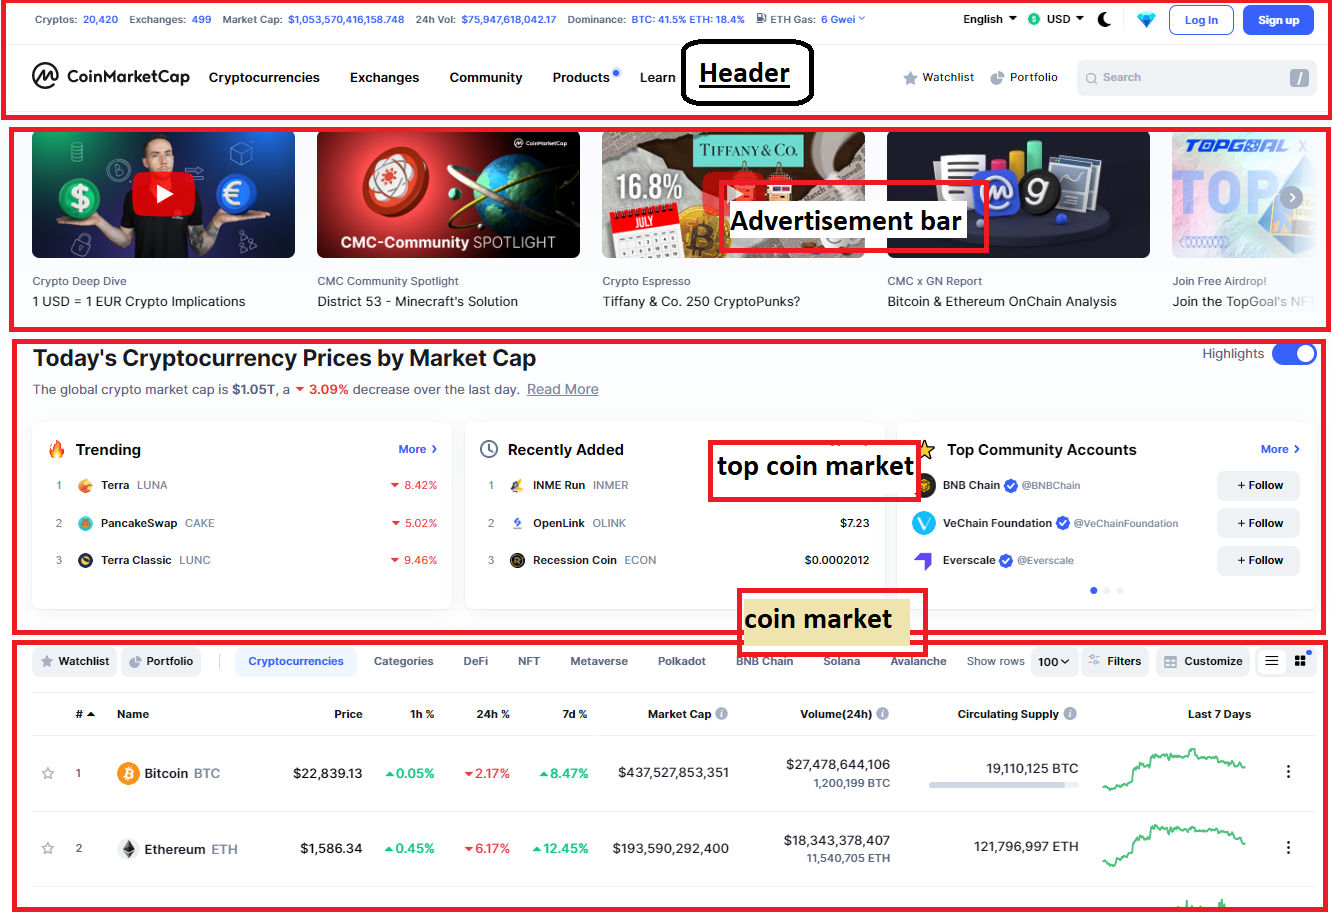 Cryptos: 20,420 Exchanges: 499 Market Cap: $1,053,570,416,158.748 24h Vol: $75,947,618,042.17 Dominance: BTC: 41.5% ETH: 18.4% ETH Gas: 6 Gwei English USD Log In Sign up
CoinMarketCap Cryptocurrencies Exchanges Community Products Learn Header Watchlist Portfolio Search /
CoinMarketCap
TIFFANY & CO.
TOPGOAL X
16.8%
TOP
JULY
Advertisement bar
CMC-Community SPOTLIGHT
Crypto Deep Dive
1 USD = 1 EUR Crypto Implications
CMC Community Spotlight
District 53 - Minecraft's Solution
Crypto Espresso
Tiffany & Co. 250 CryptoPunks?
CMC x GN Report
Bitcoin & Ethereum OnChain Analysis
Join Free Airdrop!
Join the TopGoal's NFT
Today's Cryptocurrency Prices by Market Cap
Highlights
The global crypto market cap is $1.05T, a 3.09% decrease over the last day. Read More
Trending More
1 Terra LUNA 8.42%
2 PancakeSwap CAKE 5.02%
3 Terra Classic LUNC 9.46%
Recently Added
top coin market
1 INME Run INMER
2 OpenLink OLINK $7.23
3 Recession Coin ECON $0.0002012
Top Community Accounts More
BNB Chain @BNBChain + Follow
VeChain Foundation @VeChainFoundation + Follow
Everscale @Everscale + Follow
coin market
Watchlist Portfolio Cryptocurrencies Categories DeFi NFT Metaverse Polkadot BNB Chain Solana Avalanche Show rows 100 Filters Customize
# Name Price 1h % 24h % 7d % Market Cap Volume(24h) Circulating Supply Last 7 Days
1 Bitcoin BTC $22,839.13 0.05% 2.17% 8.47% $437,527,853,351 $27,478,644,106 19,110,125 BTC
1,200,199 BTC
2 Ethereum ETH $1,586.34 0.45% 6.17% 12.45% $193,590,292,400 $18,343,378,407 121,796,997 ETH
11,540,705 ETH